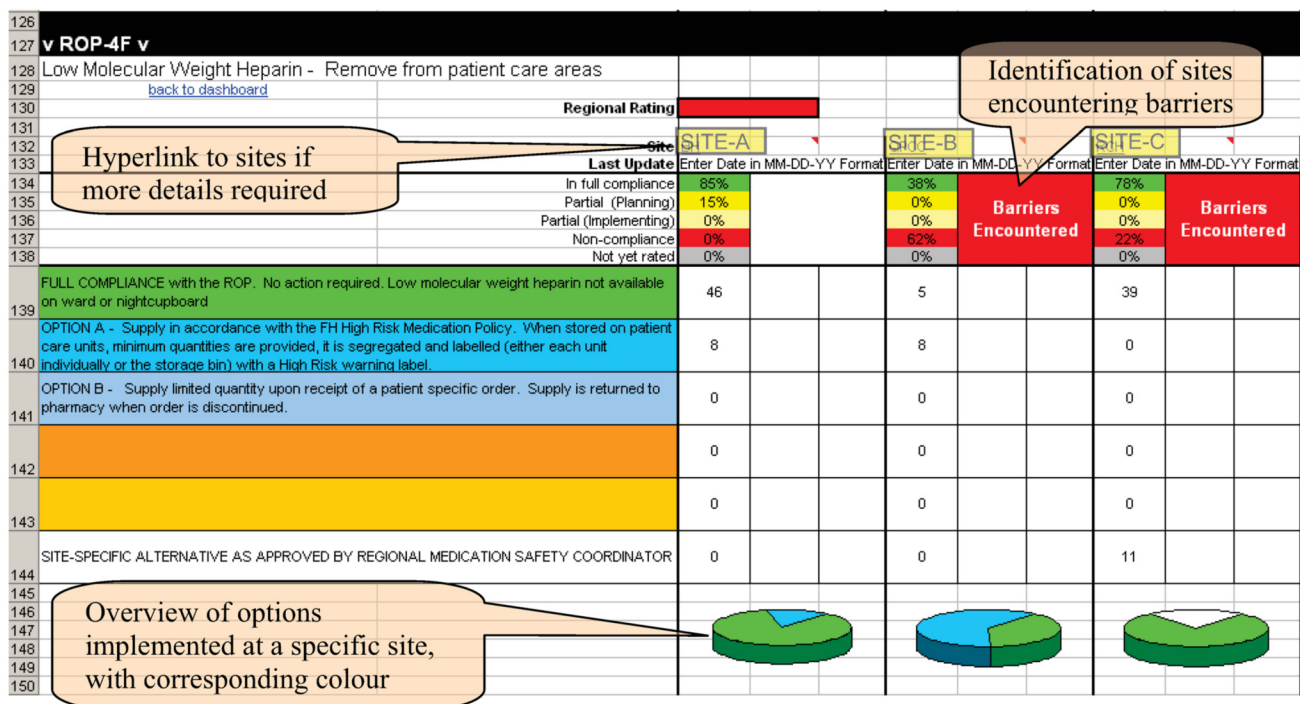 126
127 v ROP-4F v
128 Low Molecular Weight Heparin - Remove from patient care areas
Identification of sites
encountering barriers
129 back to dashboard
130 Regional Rating
131
Hyperlink to sites if
more details required
132 Site SITE-A SITE-B SITE-C
133 Last Update Enter Date in MM-DD-YY Format Enter Date in MM-DD-YY Format Enter Date in MM-DD-YY Format
134 In full compliance 85% 38% 78%
135 Partial (Planning) 15% 0% 0%
Barriers
Encountered
Barriers
Encountered
136 Partial (Implementing) 0% 0% 0%
137 Non-compliance 0% 62% 22%
138 Not yet rated 0% 0% 0%
FULL COMPLIANCE with the ROP. No action required. Low molecular weight heparin not available
on ward or nightcupboard
139 46 5 39
OPTION A - Supply in accordance with the FH High Risk Medication Policy. When stored on patient
care units, minimum quantities are provided, it is segregated and labelled (either each unit
individually or the storage bin) with a High Risk warning label.
140 8 8 0
OPTION B - Supply limited quantity upon receipt of a patient specific order. Supply is returned to
pharmacy when order is discontinued.
141 0 0 0
142 0 0 0
143 0 0 0
144 SITE-SPECIFIC ALTERNATIVE AS APPROVED BY REGIONAL MEDICATION SAFETY COORDINATOR 0 0 11
145
146
147
148
149
150
Overview of options
implemented at a specific site,
with corresponding colour